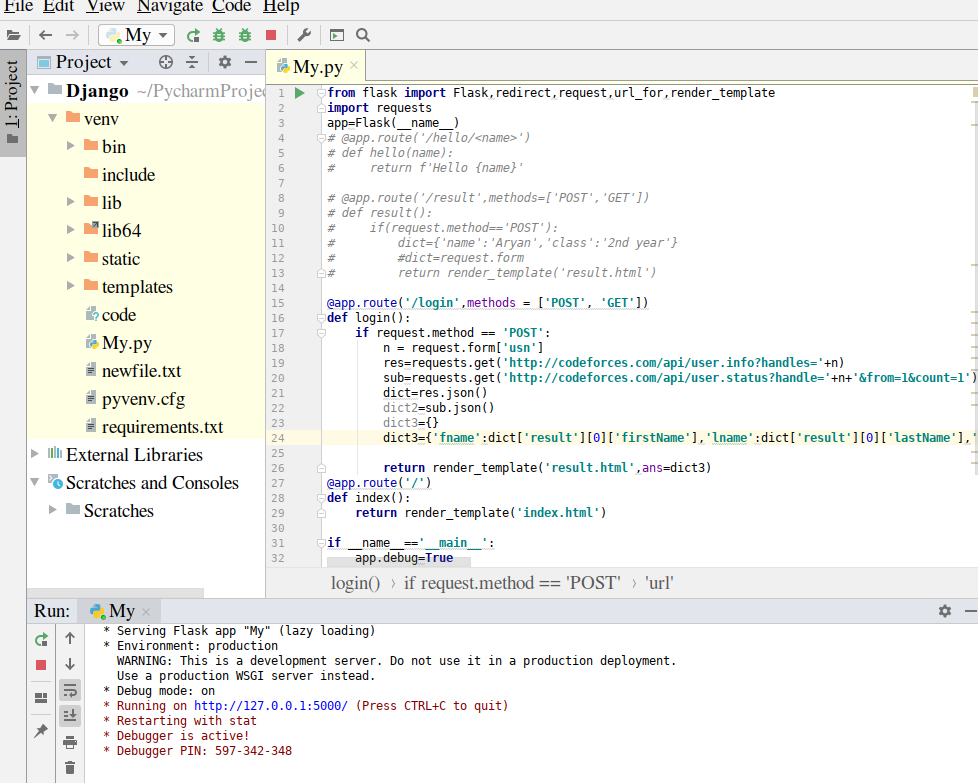 File Edit View Navigate Code Help
My
1: Project
Project
My.py
Django ~/PycharmProjec
venv
bin
include
lib
lib64
static
templates
code
My.py
newfile.txt
pyvenv.cfg
requirements.txt
External Libraries
Scratches and Consoles
Scratches
1 from flask import Flask,redirect,request,url_for,render_template
2 import requests
3 app=Flask(__name__)
4 # @app.route('/hello/<name>')
5 # def hello(name):
6 #     return f'Hello {name}'
7
8 # @app.route('/result',methods=['POST','GET'])
9 # def result():
10 #     if(request.method=='POST'):
11 #         dict={'name':'Aryan','class':'2nd year'}
12 #         #dict=request.form
13 #         return render_template('result.html')
14
15 @app.route('/login',methods = ['POST', 'GET'])
16 def login():
17     if request.method == 'POST':
18         n = request.form['usn']
19         res=requests.get('http://codeforces.com/api/user.info?handles='+n)
20         sub=requests.get('http://codeforces.com/api/user.status?handle='+n+'&from=1&count=1')
21         dict=res.json()
22         dict2=sub.json()
23         dict3={}
24         dict3={'fname':dict['result'][0]['firstName'],'lname':dict['result'][0]['lastName'],'
25
26         return render_template('result.html',ans=dict3)
27 @app.route('/')
28 def index():
29     return render_template('index.html')
30
31 if __name__=='__main__':
32     app.debug=True
login() › if request.method == 'POST' › 'url'
Run: My
* Serving Flask app "My" (lazy loading)
* Environment: production
WARNING: This is a development server. Do not use it in a production deployment.
Use a production WSGI server instead.
* Debug mode: on
* Running on http://127.0.0.1:5000/ (Press CTRL+C to quit)
* Restarting with stat
* Debugger is active!
* Debugger PIN: 597-342-348